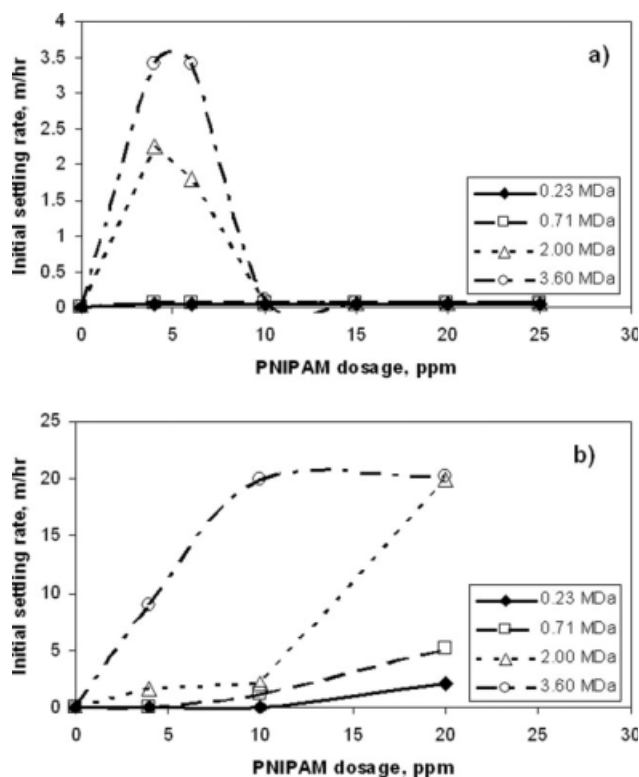 a)
Initial settling rate, m/hr
4
3.5
3
2.5
2
1.5
1
0.5
0
0 5 10 15 20 25 30
PNIPAM dosage, ppm
0.23 MDa
0.71 MDa
2.00 MDa
3.60 MDa
b)
Initial settling rate, m/hr
25
20
15
10
5
0
0 5 10 15 20 25 30
PNIPAM dosage, ppm
0.23 MDa
0.71 MDa
2.00 MDa
3.60 MDa